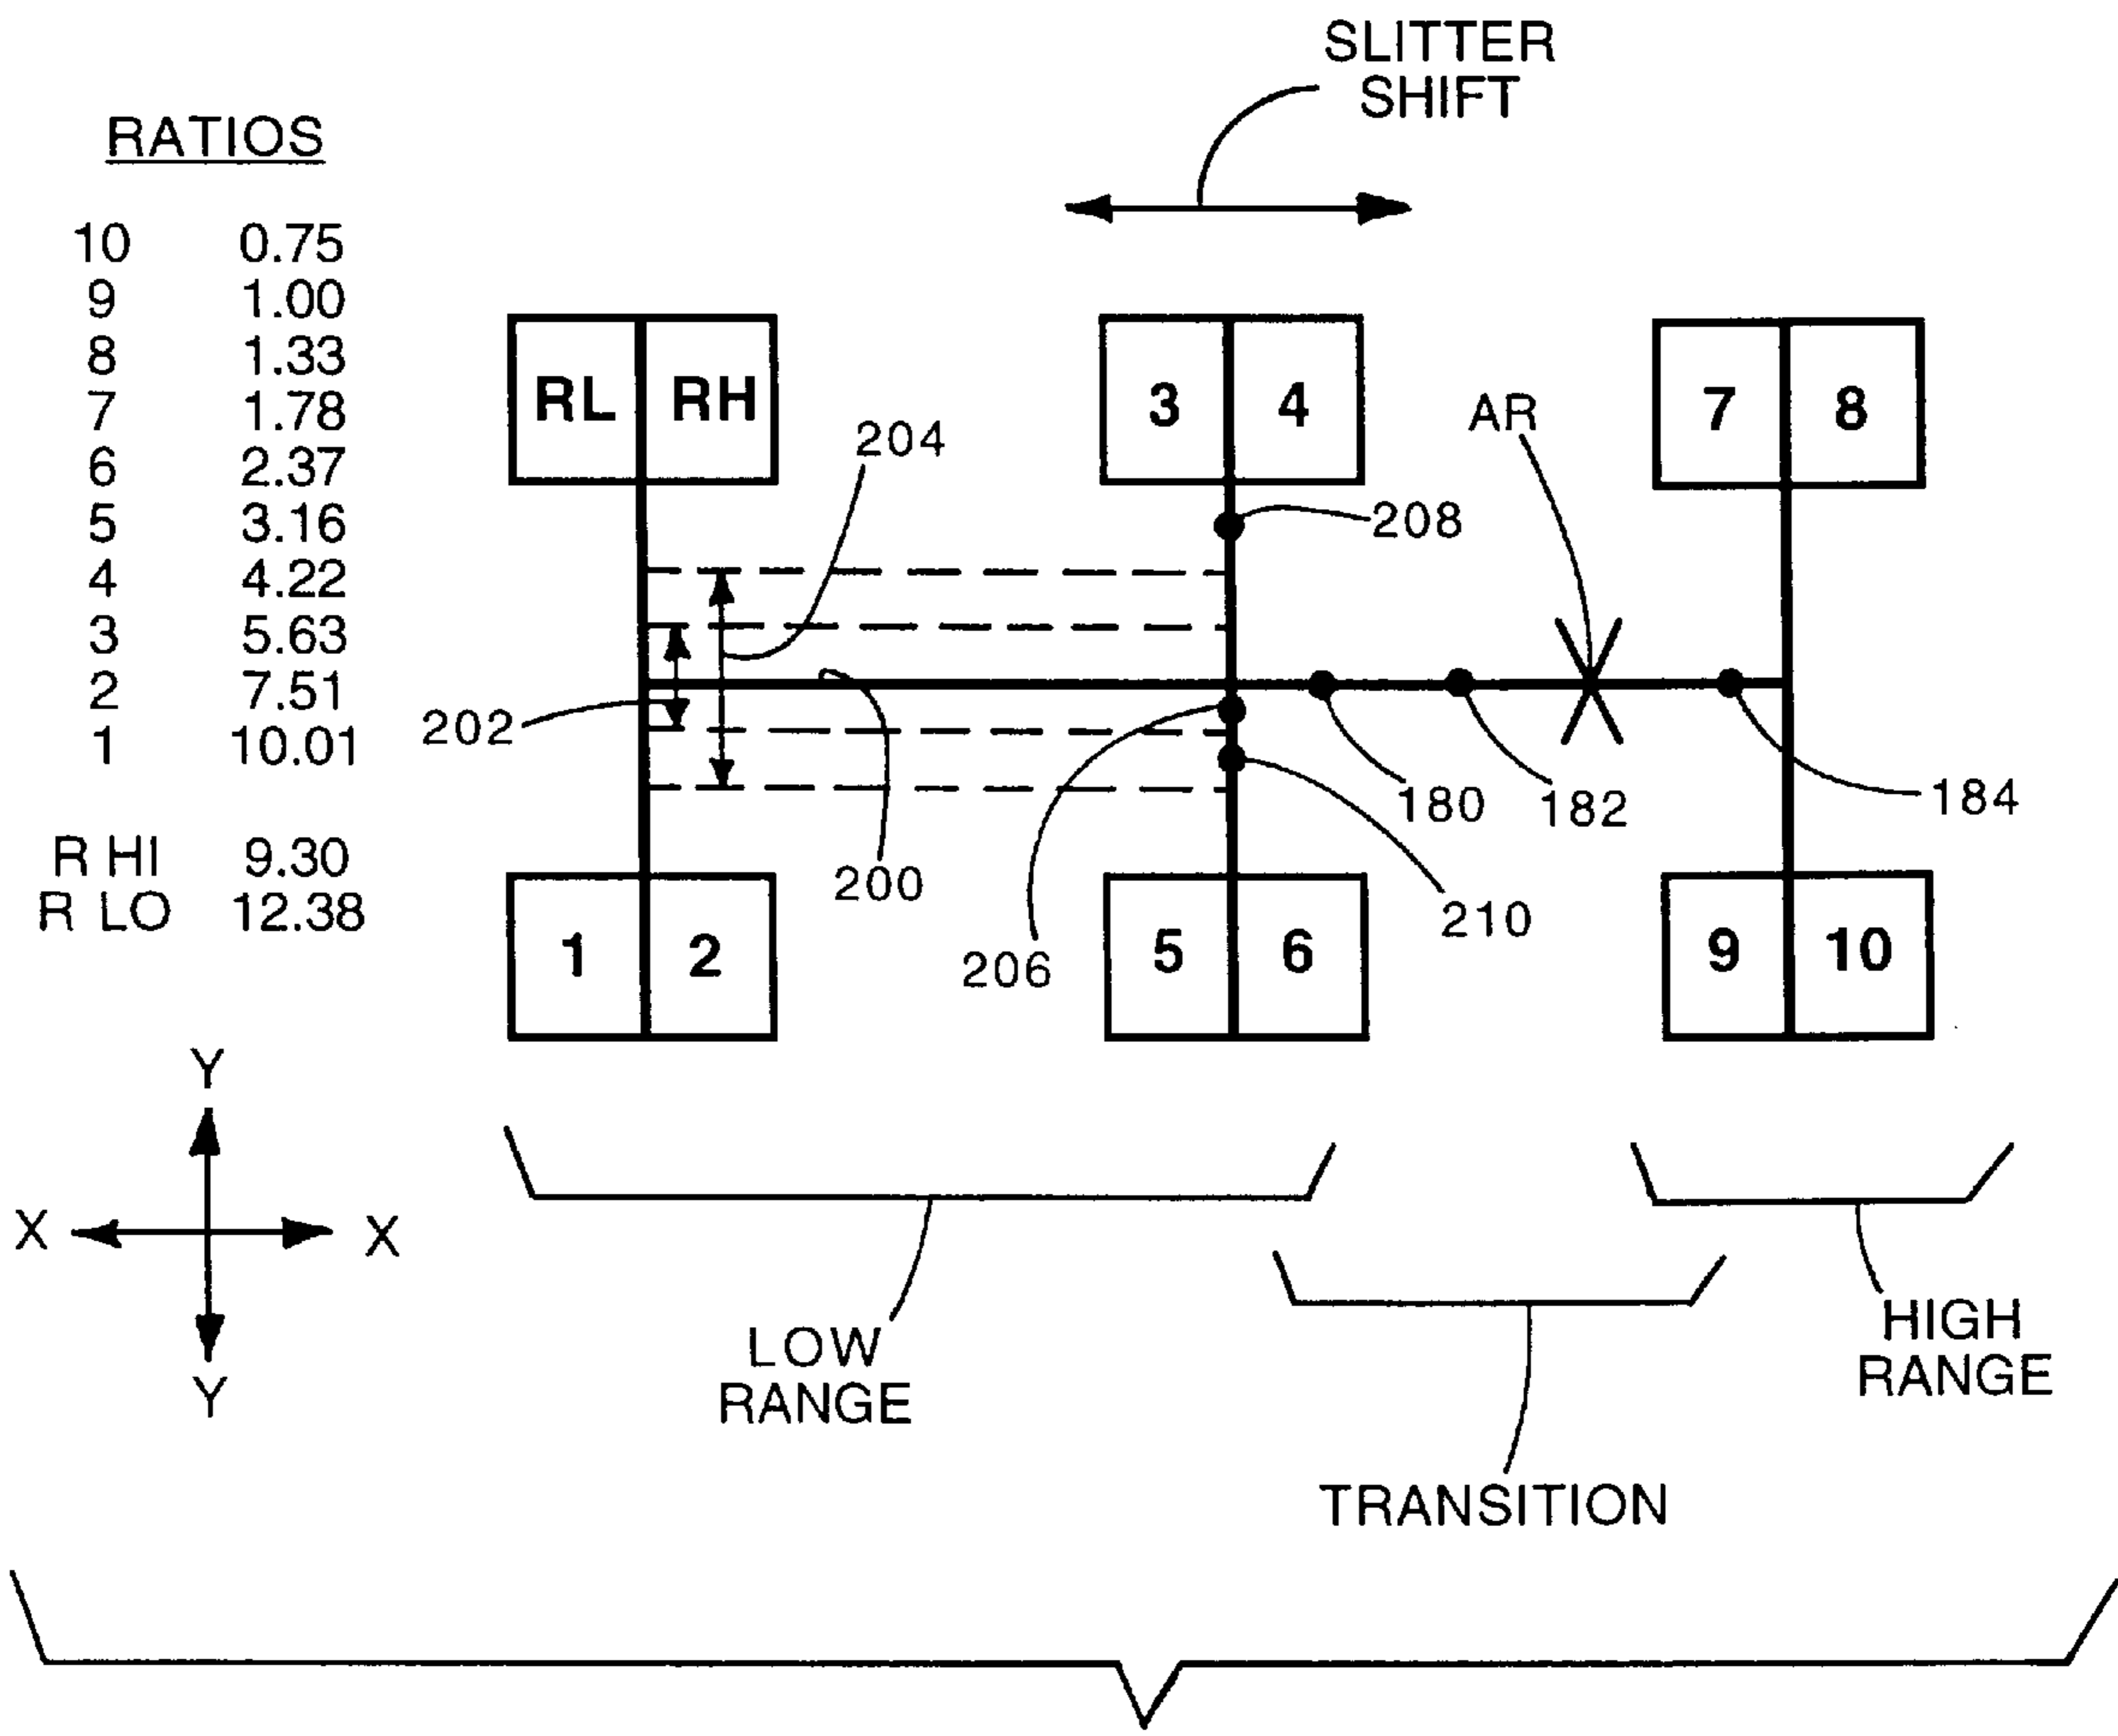 SLITTER
SHIFT
RATIOS
10 0.75
9 1.00
8 1.33
7 1.78
6 2.37
5 3.16
4 4.22
3 5.63
2 7.51
1 10.01
R HI 9.30
R LO 12.38
RL RH
3 4
7 8
204
AR
208
202
180
182
184
200
206
210
1 2
5 6
9 10
Y
X X
Y
LOW
RANGE
HIGH
RANGE
TRANSITION